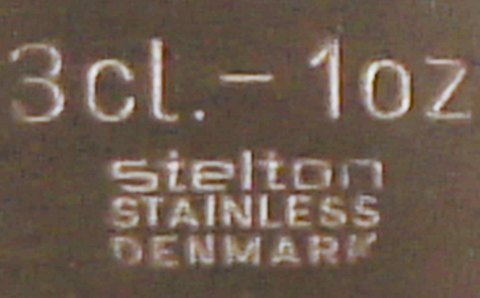 3cl.-1oz
stelton
STAINLESS
DENMARK